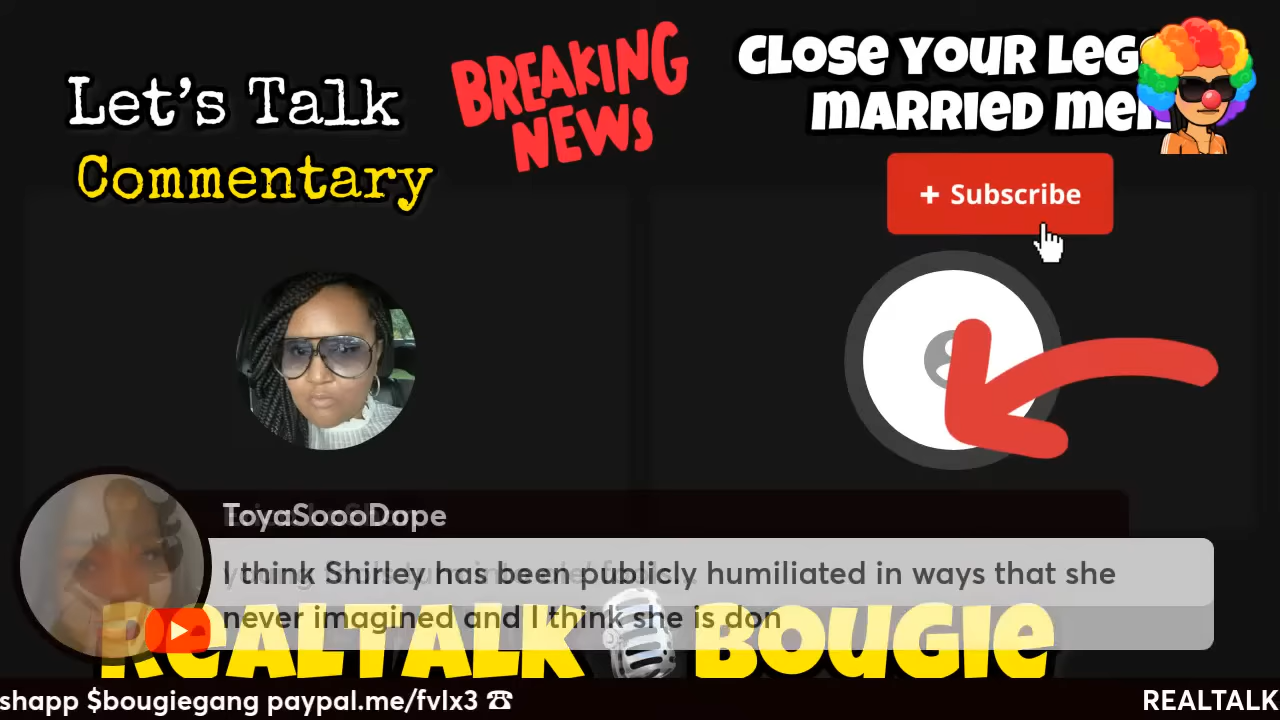 Let's Talk
Commentary
BREAKING
NEWS
CLOSE YOUR LEG
MARRIED MEN
+ Subscribe
ToyaSoooDope
I think Shirley has been publicly humiliated in ways that she
never imagined and I think she is don
REALTALK BOUGIE
shapp $bougiegang paypal.me/fvlx3 ☎
REALTALK